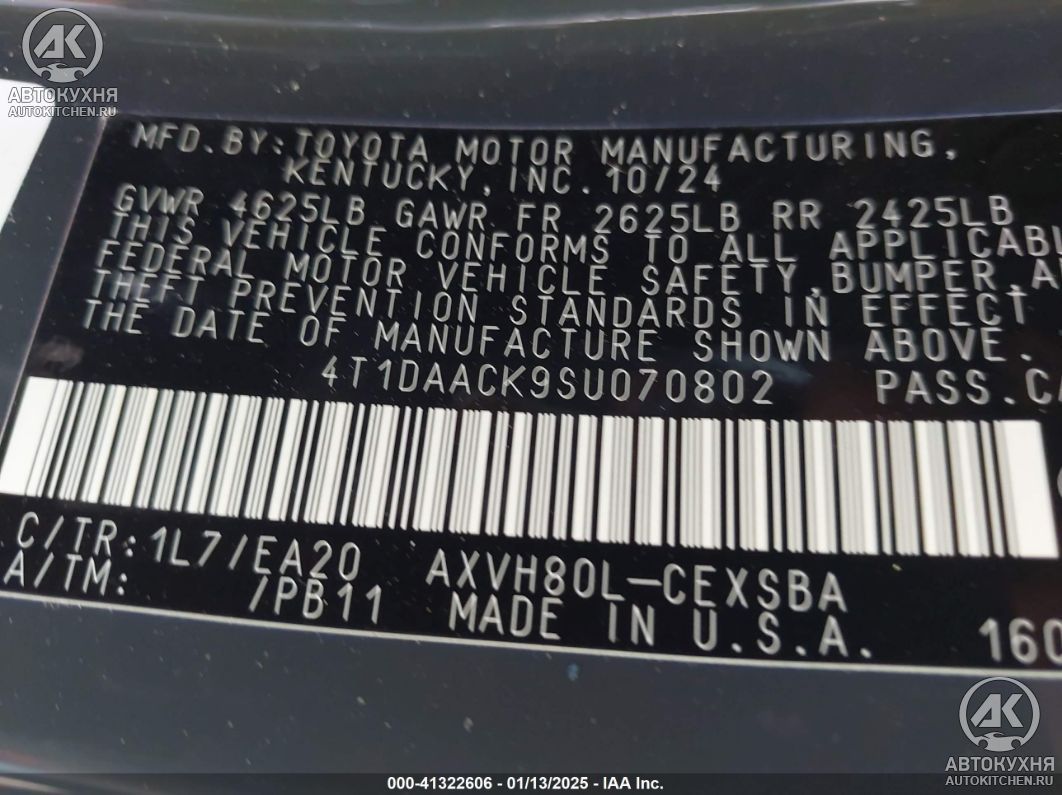 АК
АВТОКУХНЯ
AUTOKITCHEN.RU
MFD.BY:TOYOTA MOTOR MANUFACTURING,
KENTUCKY,INC. 10/24
GVWR 4625LB GAWR FR 2625LB RR 2425LB
THIS VEHICLE CONFORMS TO ALL APPLICABL
FEDERAL MOTOR VEHICLE SAFETY,BUMPER,A
THEFT PREVENTION STANDARDS IN EFFECT
THE DATE OF MANUFACTURE SHOWN ABOVE.
4T1DAACK9SU070802 PASS.CA
C/TR:1L7/EA20 AXVH80L-CEXSBA
A/TM: /PB11 MADE IN U.S.A. 160
АК
АВТОКУХНЯ
AUTOKITCHEN.RU
000-41322606 - 01/13/2025 - IAA Inc.